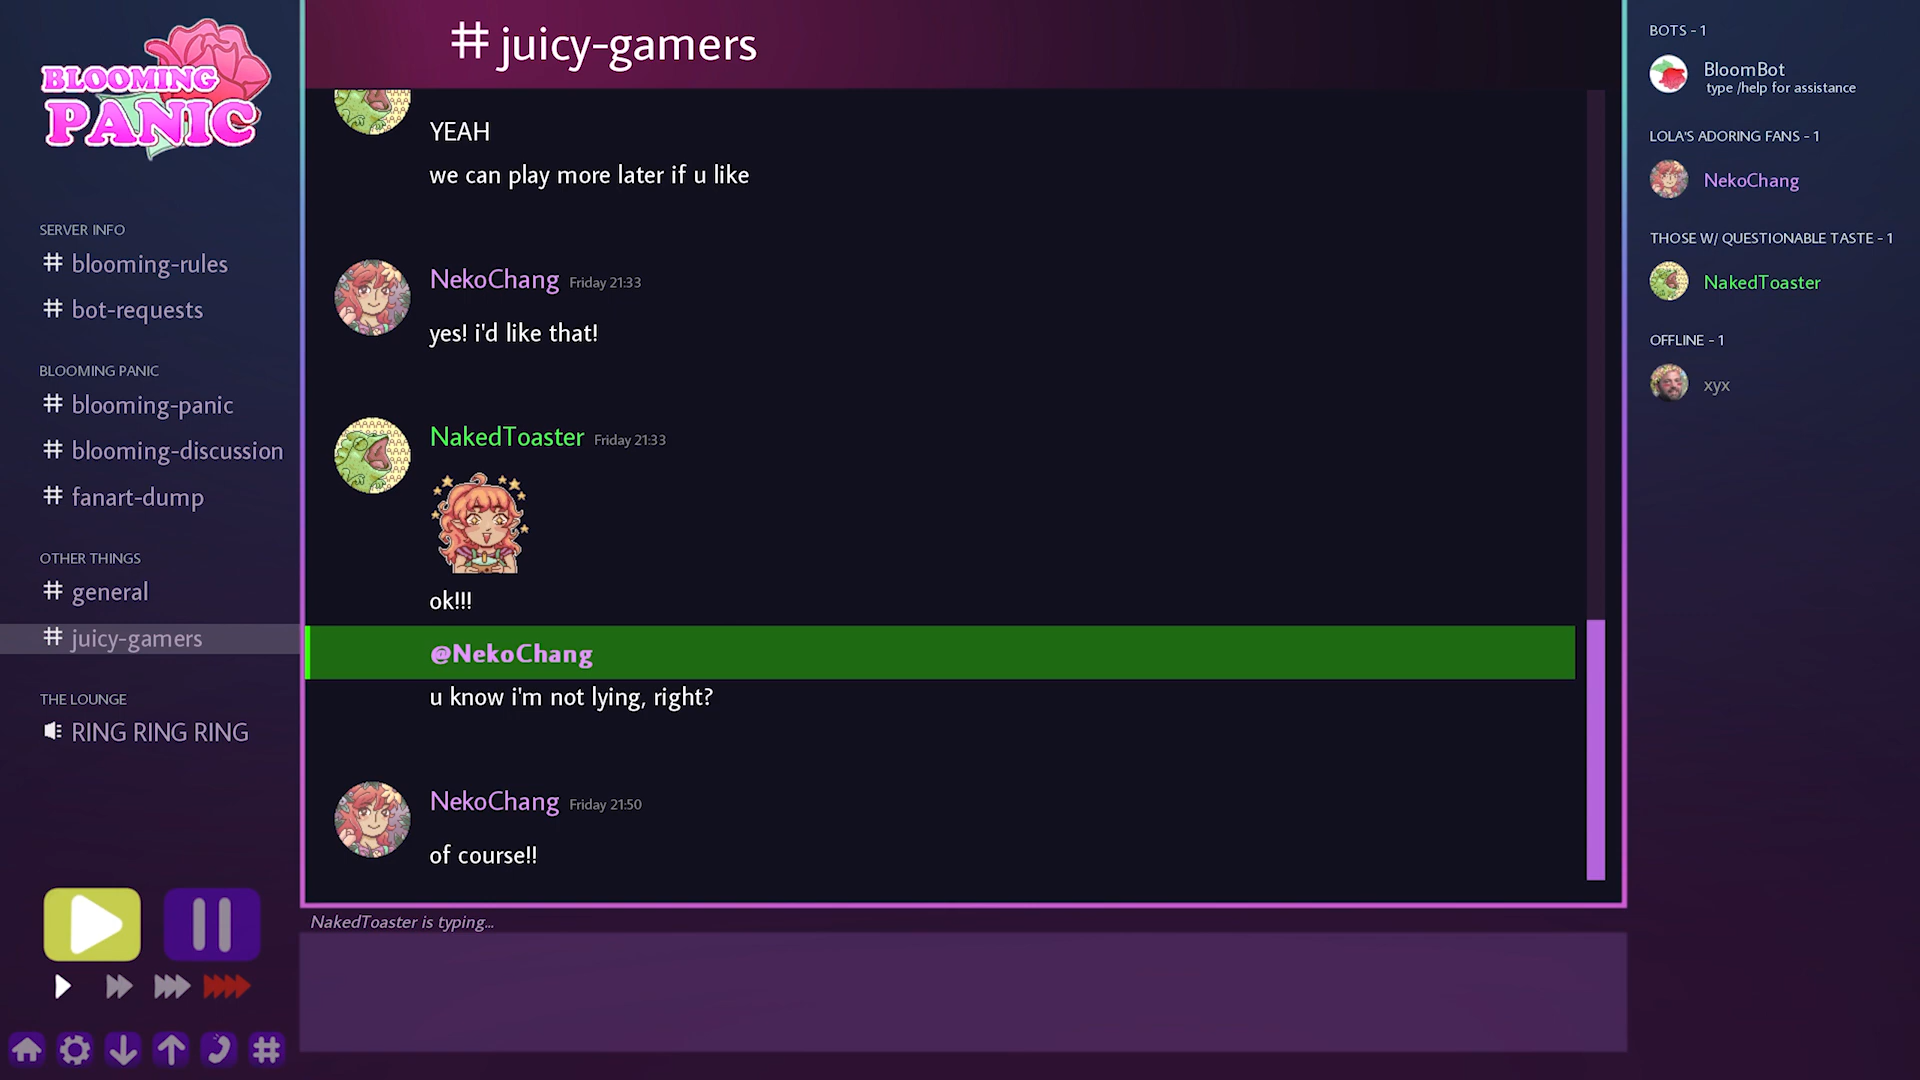 BLOOMING
PANIC
SERVER INFO
# blooming-rules
# bot-requests
BLOOMING PANIC
# blooming-panic
# blooming-discussion
# fanart-dump
OTHER THINGS
# general
# juicy-gamers
THE LOUNGE
RING RING RING
# juicy-gamers
YEAH
we can play more later if u like
NekoChang Friday 21:33
yes! i'd like that!
NakedToaster Friday 21:33
ok!!!
@NekoChang
u know i'm not lying, right?
NekoChang Friday 21:50
of course!!
NakedToaster is typing...
BOTS - 1
BloomBot
type /help for assistance
LOLA'S ADORING FANS - 1
NekoChang
THOSE W/ QUESTIONABLE TASTE - 1
NakedToaster
OFFLINE - 1
xyx